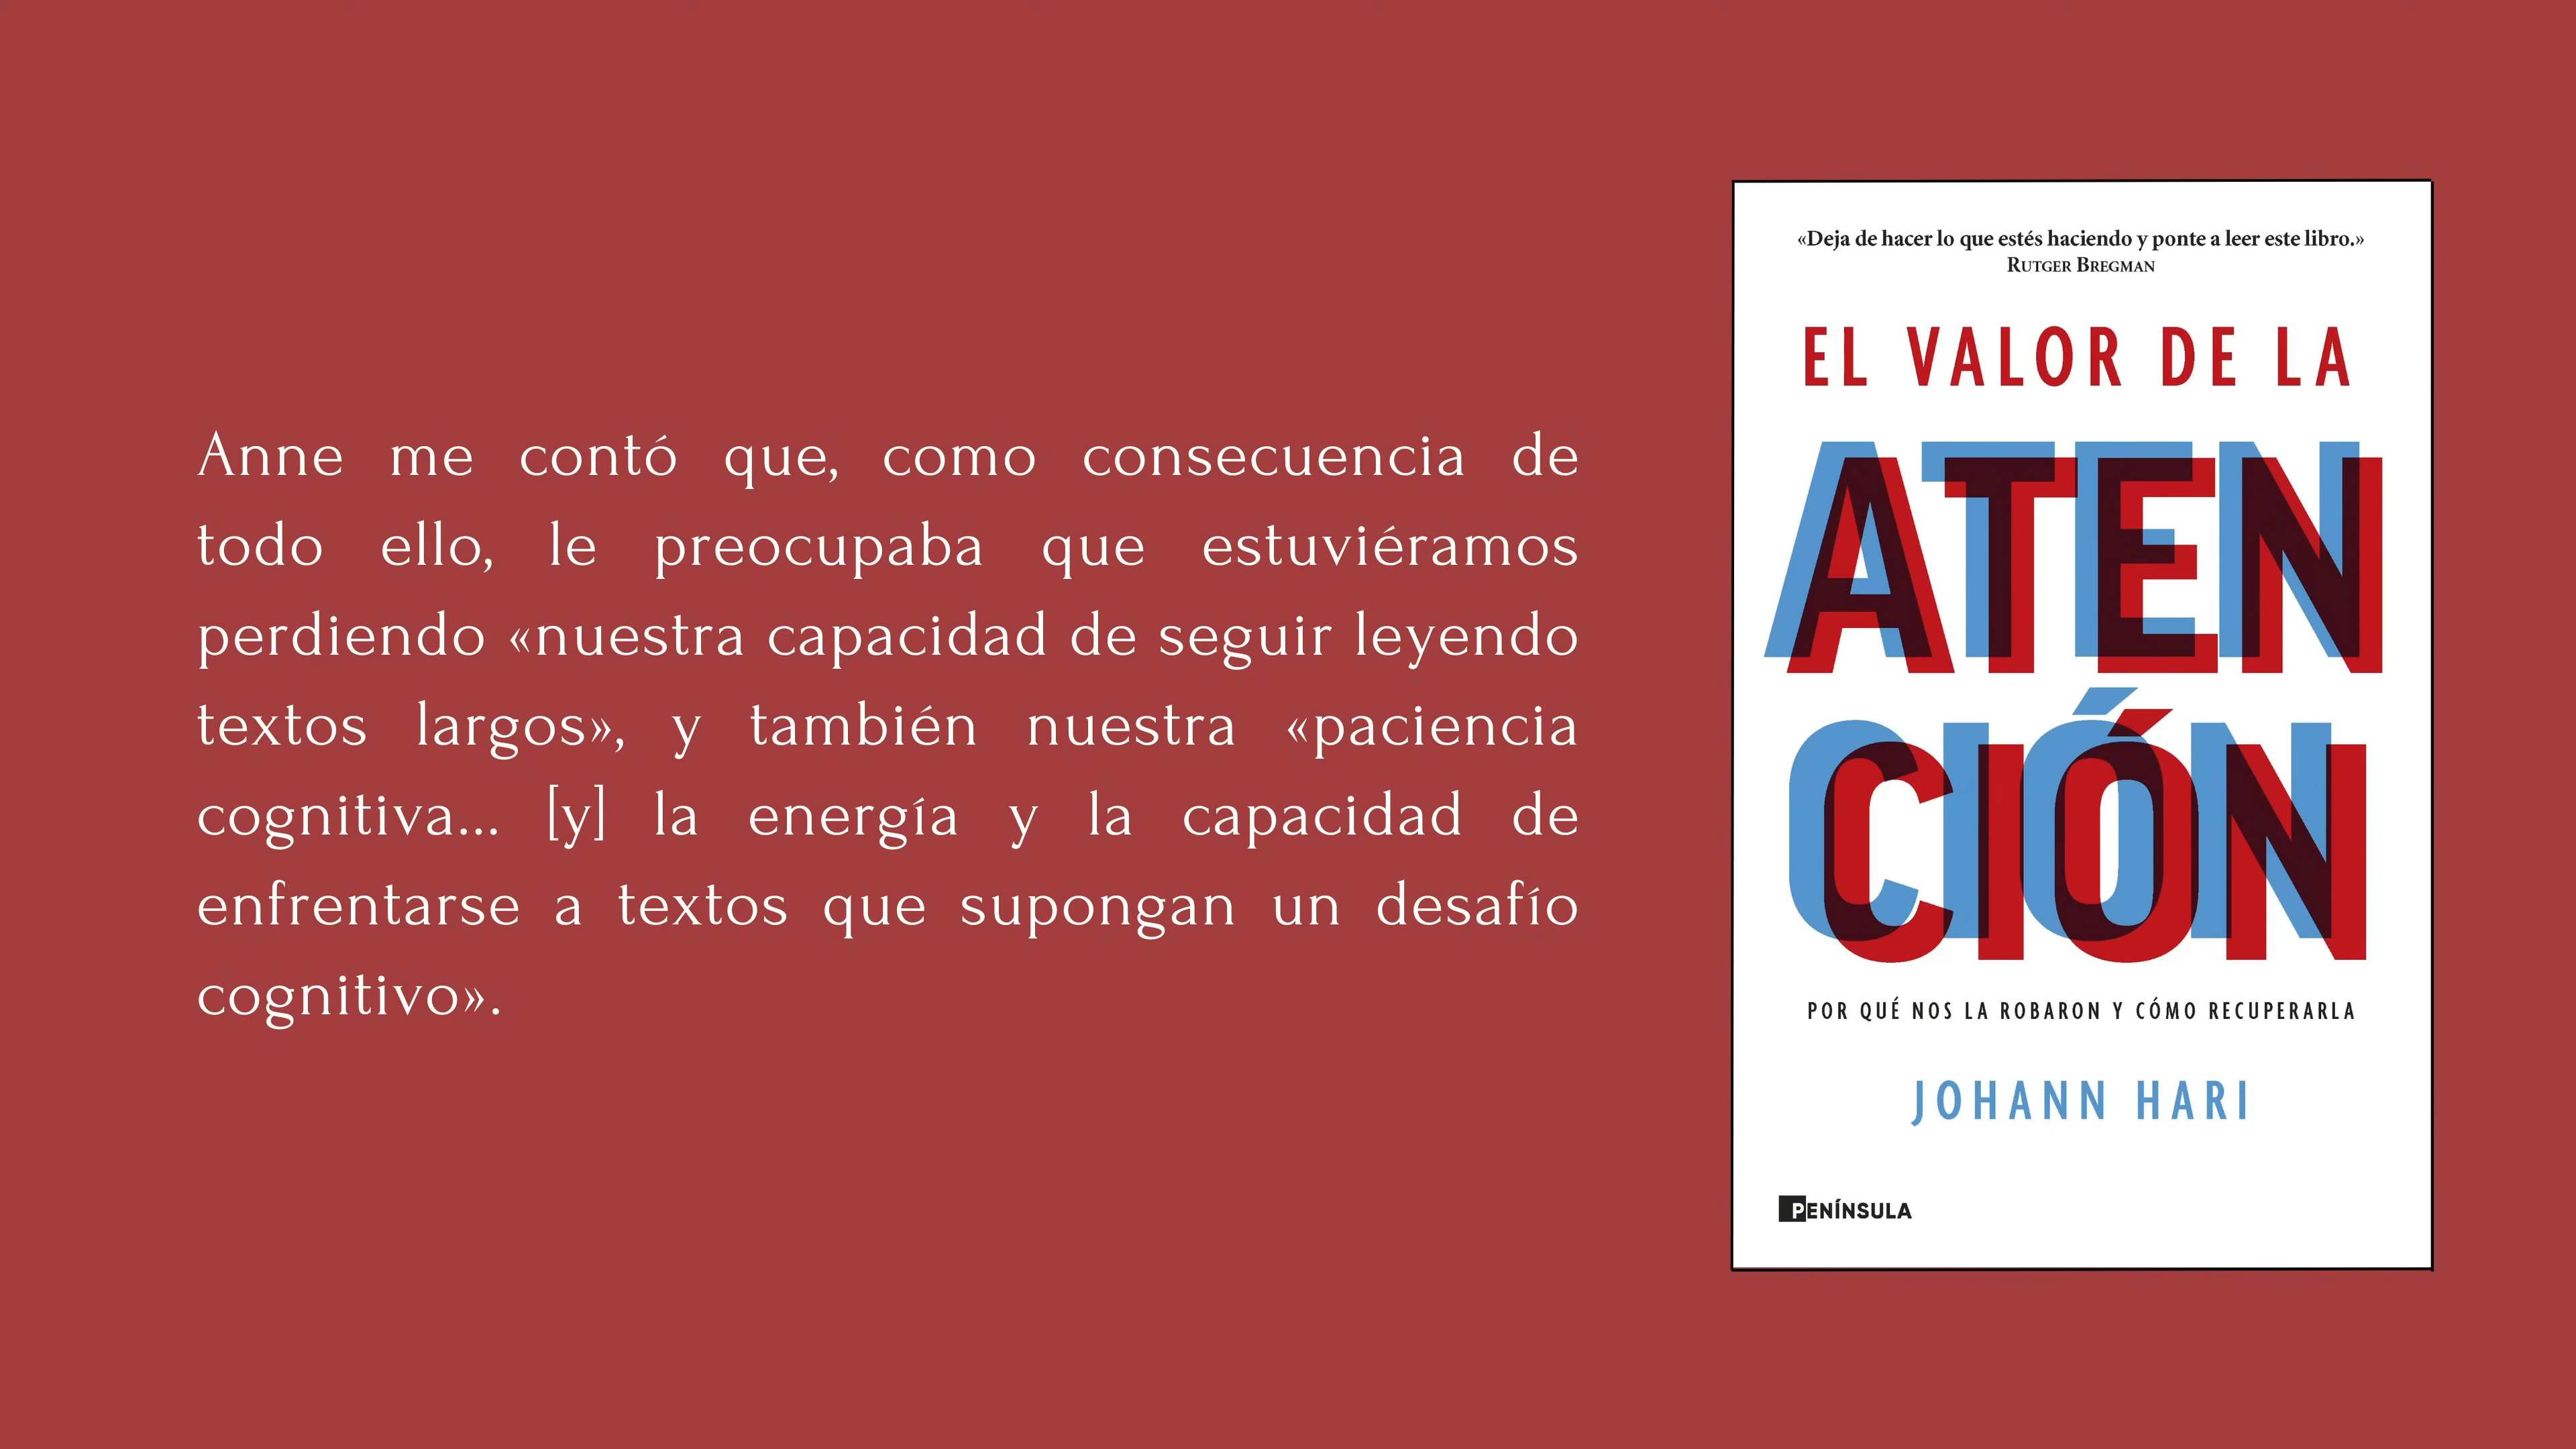 Anne me contó que, como consecuencia de
todo ello, le preocupaba que estuviéramos
perdiendo «nuestra capacidad de seguir leyendo
textos largos», y también nuestra «paciencia
cognitiva... [y] la energía y la capacidad de
enfrentarse a textos que supongan un desafío
cognitivo».
«Deja de hacer lo que estés haciendo y ponte a leer este libro.»
RUTGER BREGMAN
EL VALOR DE LA
ATEN
CIÓN
POR QUÉ NOS LA ROBARON Y CÓMO RECUPERARLA
JOHANN HARI
PENÍNSULA